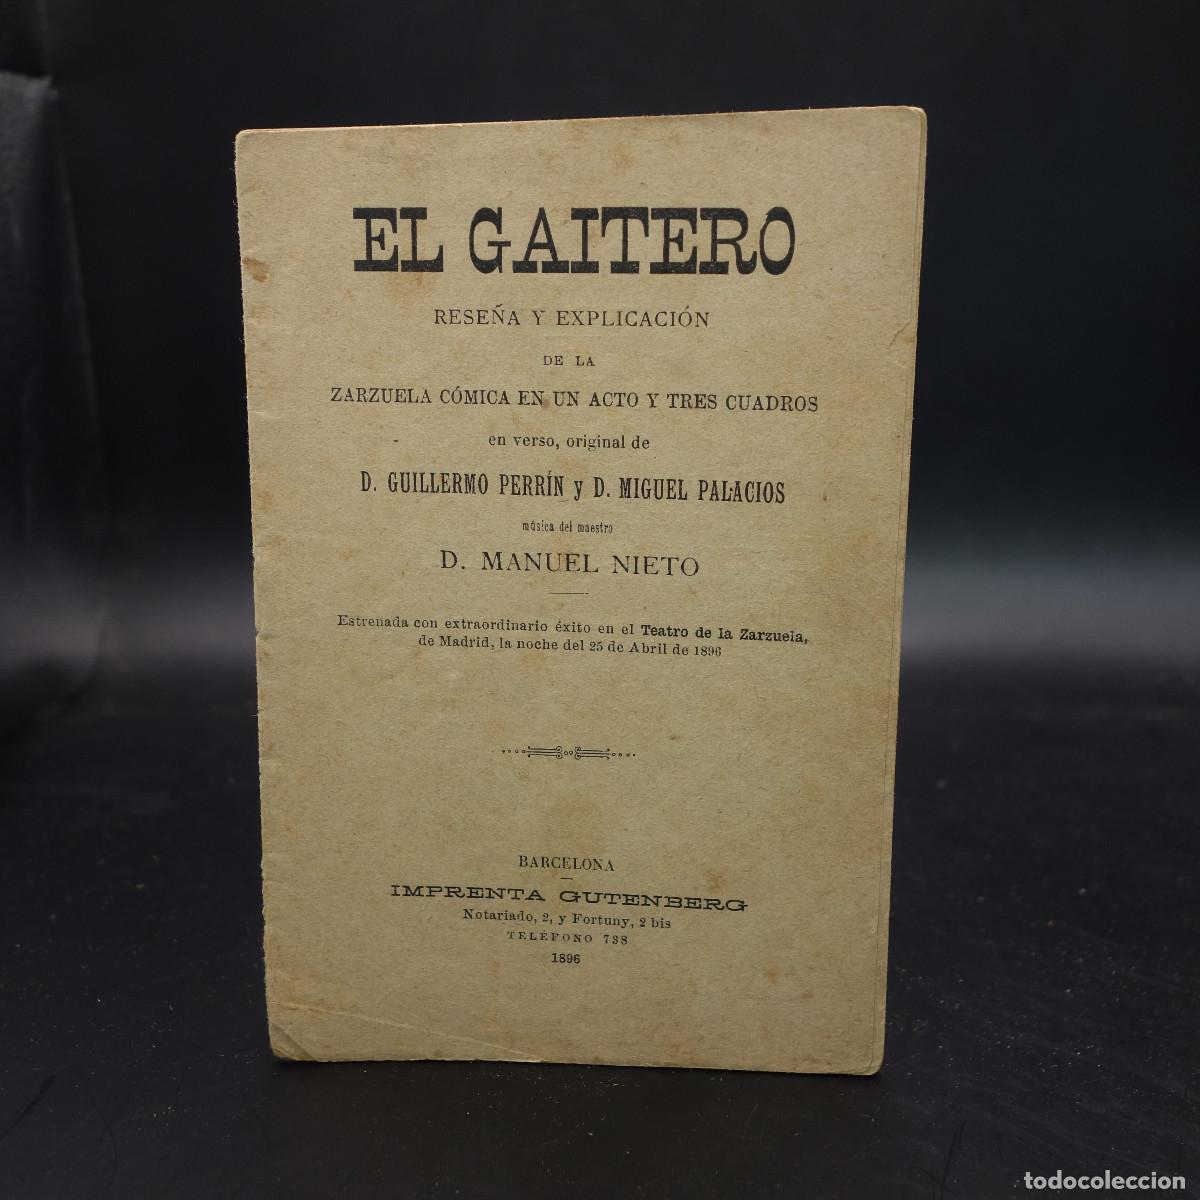 EL GAITERO
RESEÑA Y EXPLICACIÓN
DE LA
ZARZUELA CÓMICA EN UN ACTO Y TRES CUADROS
en verso, original de
D. GUILLERMO PERRÍN y D. MIGUEL PALACIOS
música del maestro
D. MANUEL NIETO
Estrenada con extraordinario éxito en el Teatro de la Zarzuela,
de Madrid, la noche del 25 de Abril de 1896
BARCELONA
IMPRENTA GUTENBERG
Notariado, 2, y Fortuny, 2 bis
TELÉFONO 738
1896
todocoleccion